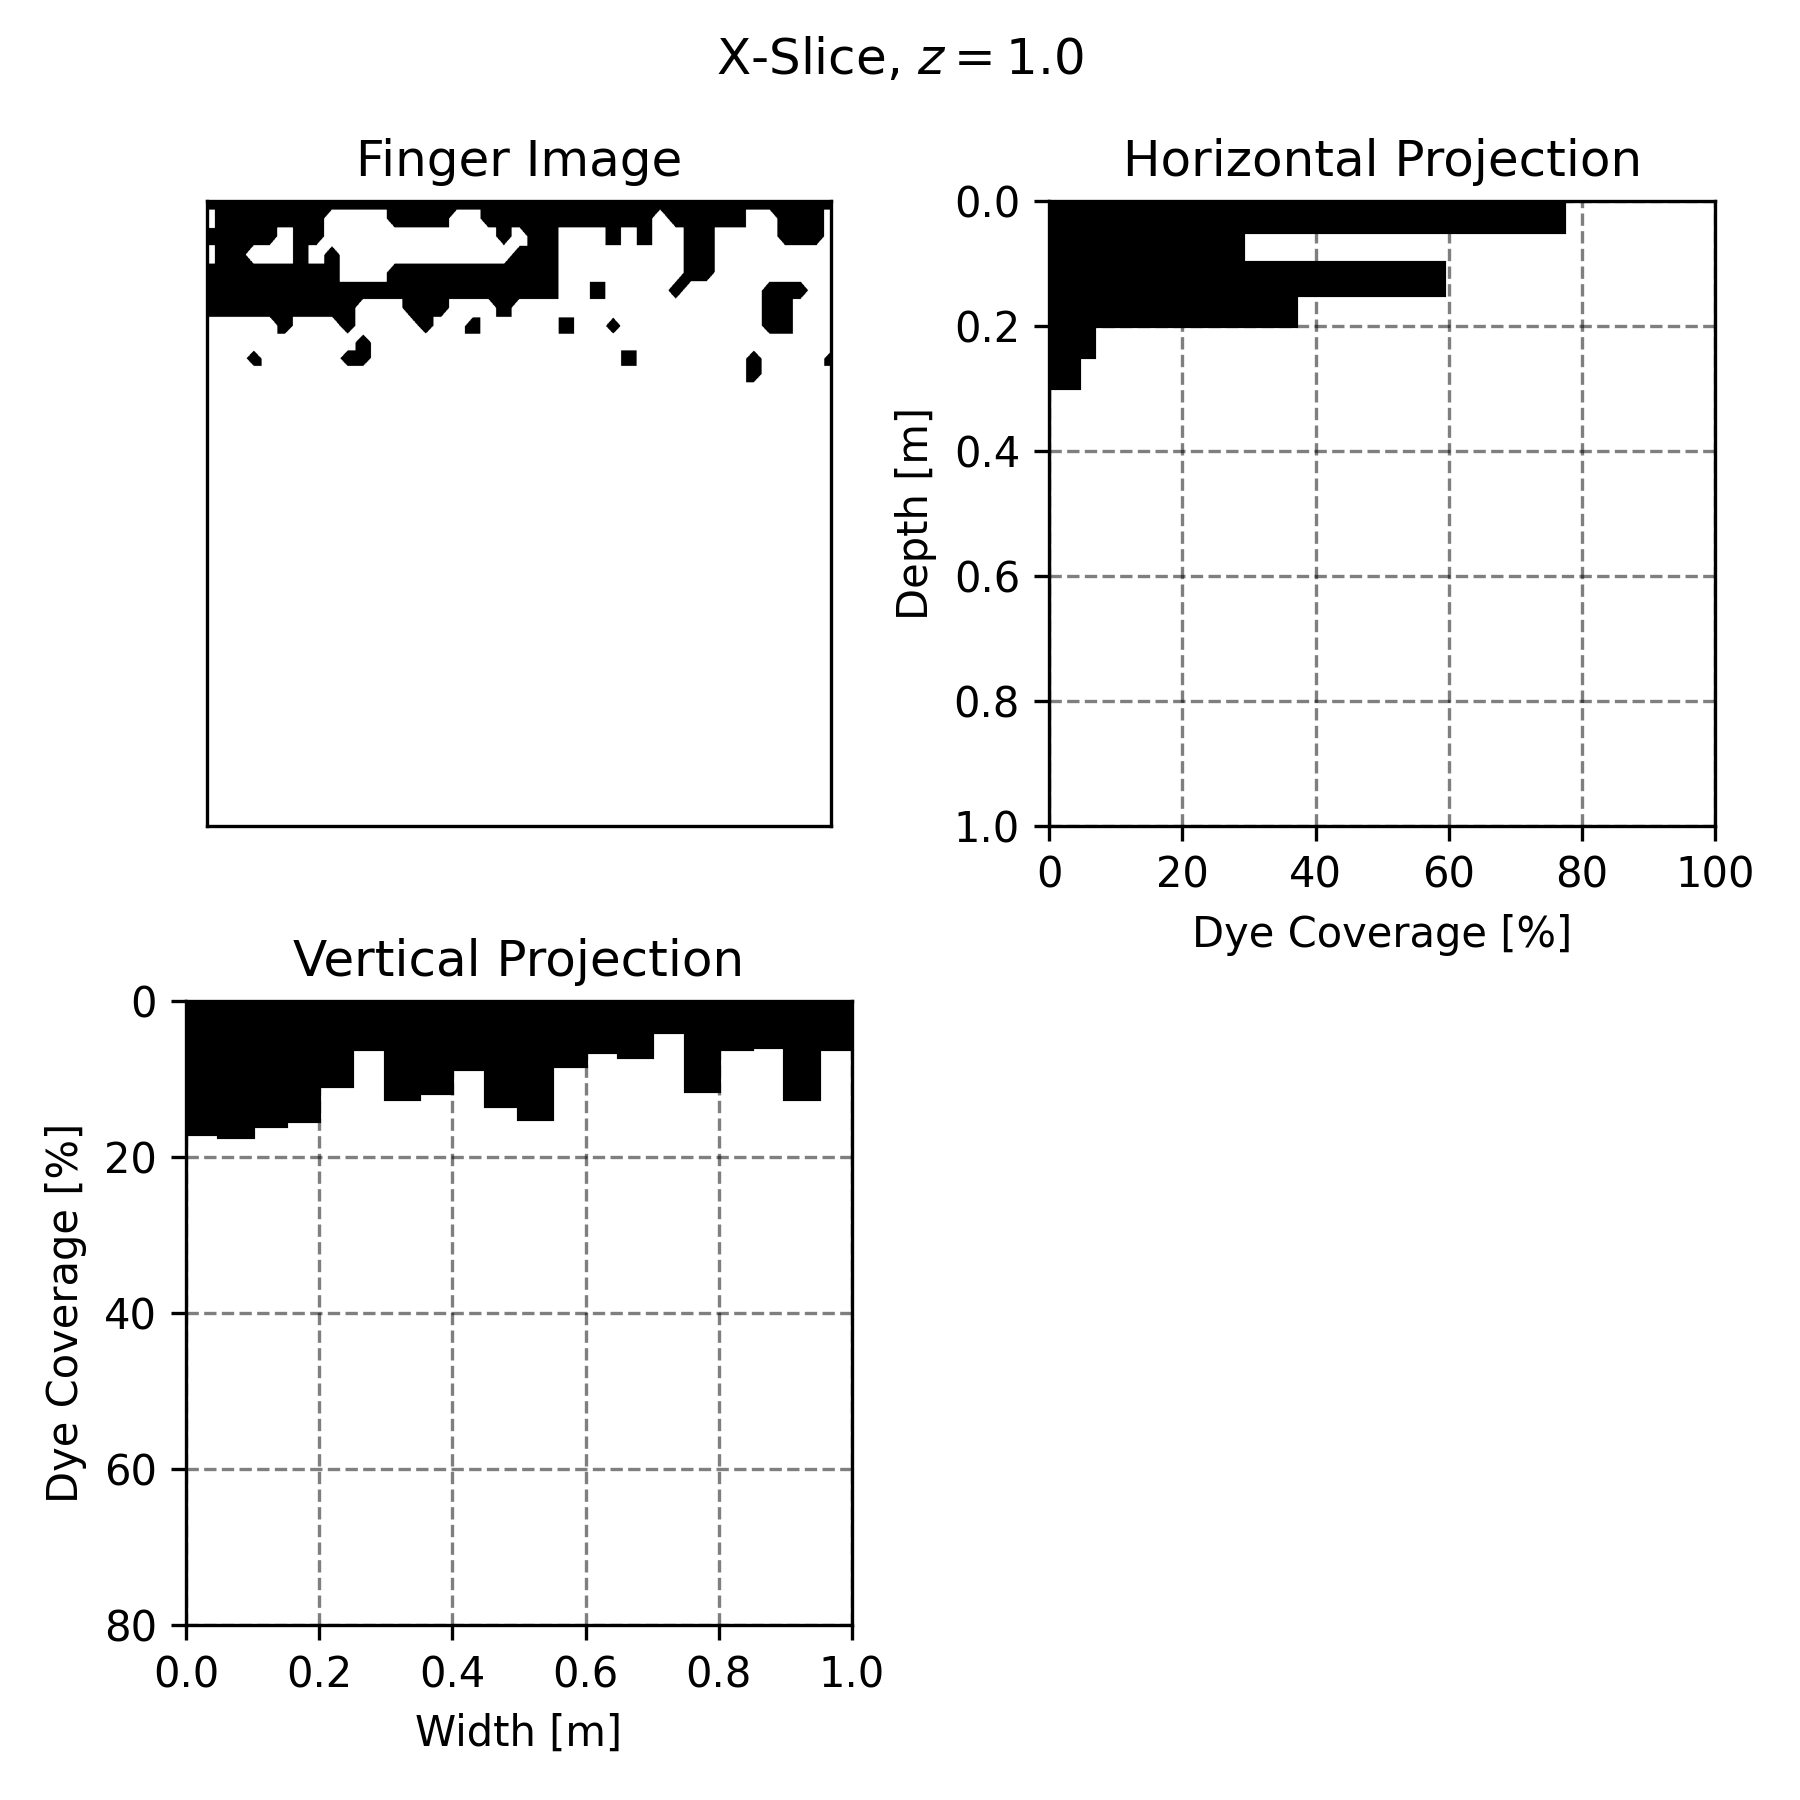 X-Slice, z = 1.0
Finger Image
Horizontal Projection
0.0
0.2
0.4
0.6
0.8
1.0
Depth [m]
0 20 40 60 80 100
Dye Coverage [%]
Vertical Projection
0
20
40
60
80
Dye Coverage [%]
0.0 0.2 0.4 0.6 0.8 1.0
Width [m]